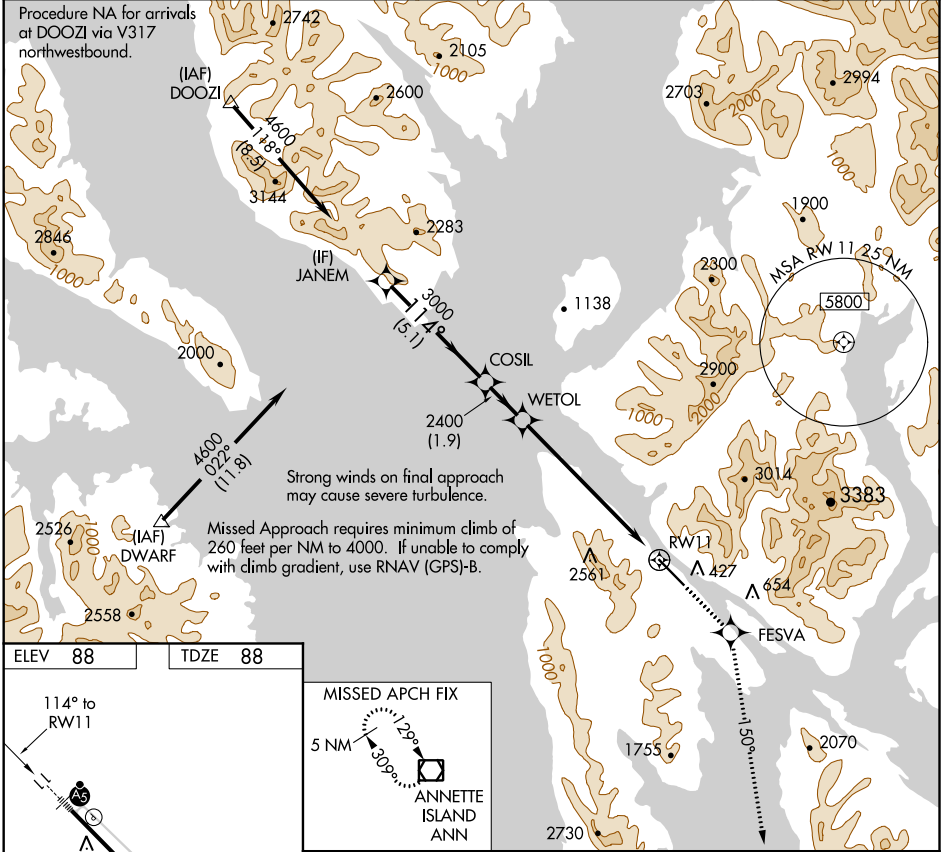 Procedure NA for arrivals
at DOOZI via V317
northwestbound.
2742
2105
1000
(IAF)
DOOZI
2600
4600
118°
(8.5)
3144
2703
2000
2994
1000
2846
1000
2283
(IF)
JANEM
3000
114°
(5.1)
1138
1900
2300
MSA RW 11 25 NM
5800
2000
COSIL
WETOL
2400
(1.9)
2900
2000
1000
4600
022°
(11.8)
Strong winds on final approach
may cause severe turbulence.
3014
3383
2526
1000
(IAF)
DWARF
Missed Approach requires minimum climb of
260 feet per NM to 4000. If unable to comply
with climb gradient, use RNAV (GPS)-B.
2561
RW11
427
654
2558
FESVA
ELEV 88
TDZE 88
1000
114° to
RW11
A5
P
MISSED APCH FIX
5 NM
129°
309°
ANNETTE
ISLAND
ANN
1755
150°
2070
2730